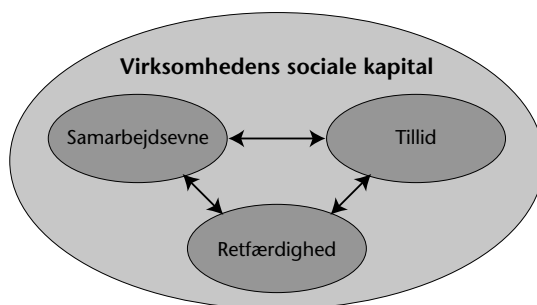 Virksomhedens sociale kapital
Samarbejdsevne
Tillid
Retfærdighed